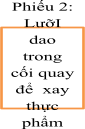 Phiếu 2:
LưỡI
dao
trong
cối quay
để xay
thực
phẩm